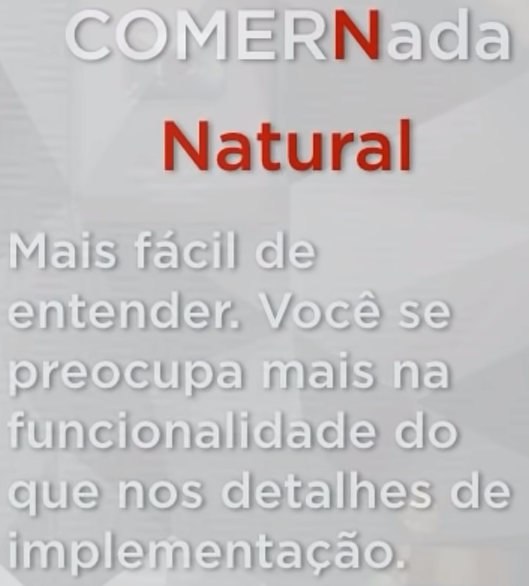 COMERNada
Natural
Mais fácil de
entender. Você se
preocupa mais na
funcionalidade do
que nos detalhes de
implementação.